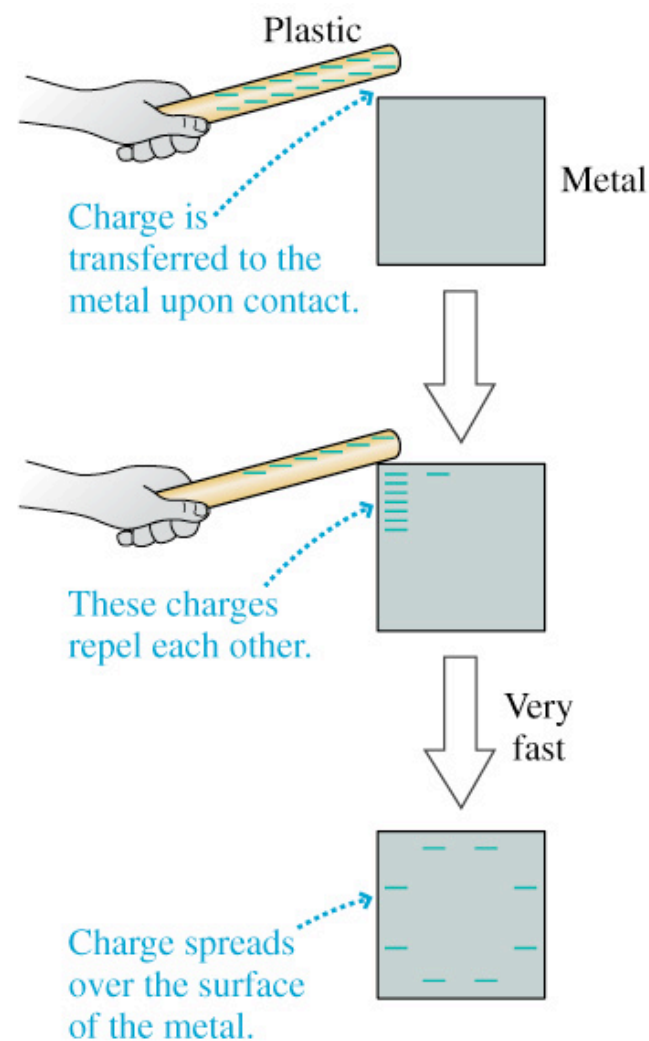 Plastic
Metal
Charge is
transferred to the
metal upon contact.
These charges
repel each other.
Very
fast
Charge spreads
over the surface
of the metal.